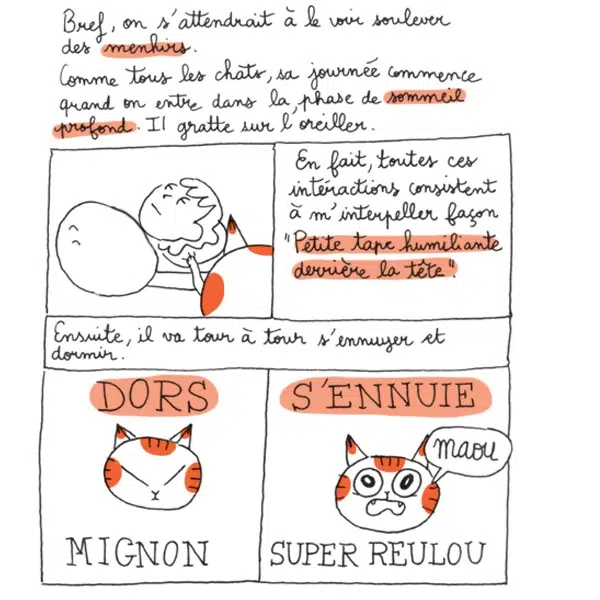 Bref, on s'attendrait à le voir soulever
des menhirs.
Comme tous les chats, sa journée commence
quand on entre dans la phase de sommeil
profond. Il gratte sur l'oreiller.
En fait, toutes ces
intéractions consistent
à m'interpeller façon
"Petite tape humiliante
derrière la tête".
Ensuite, il va tour à tour s'ennuyer et
dormir.
DORS
MIGNON
S'ENNUIE
maou
SUPER REULOU